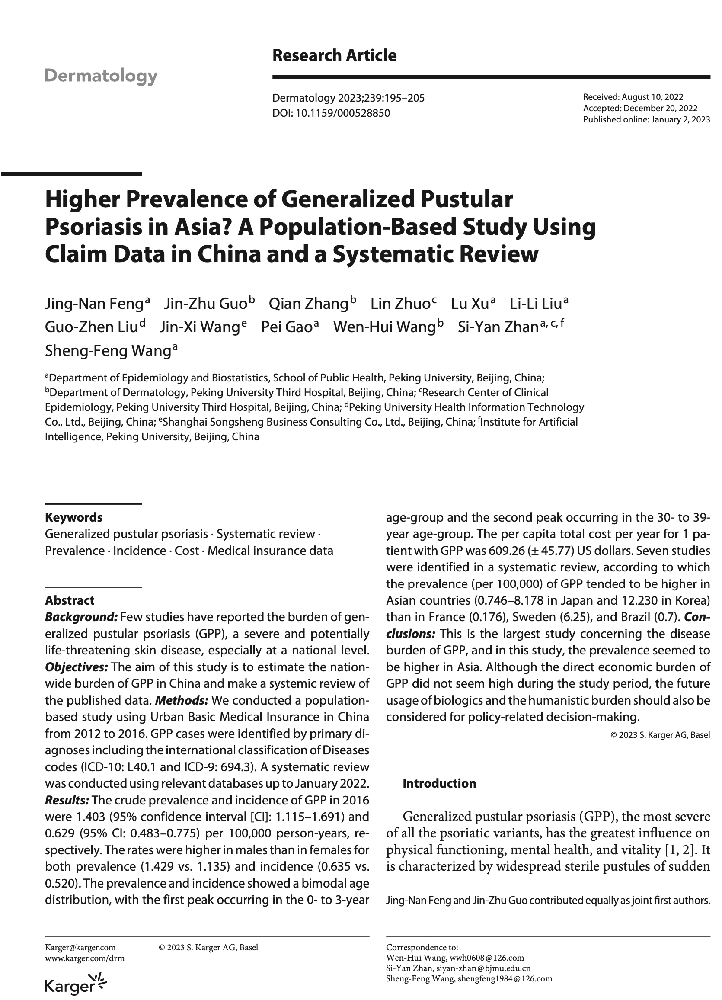 Research Article
Dermatology
Dermatology 2023;239:195–205
DOI: 10.1159/000528850
Received: August 10, 2022
Accepted: December 20, 2022
Published online: January 2, 2023
Higher Prevalence of Generalized Pustular
Psoriasis in Asia? A Population-Based Study Using
Claim Data in China and a Systematic Review
Jing-Nan Fengᵃ Jin-Zhu Guoᵇ Qian Zhangᵇ Lin Zhuoᶜ Lu Xuᵃ Li-Li Liuᵃ
Guo-Zhen Liuᵈ Jin-Xi Wangᵉ Pei Gaoᵃ Wen-Hui Wangᵇ Si-Yan Zhanᵃ, ᶜ, ᶠ
Sheng-Feng Wangᵃ
ᵃDepartment of Epidemiology and Biostatistics, School of Public Health, Peking University, Beijing, China;
ᵇDepartment of Dermatology, Peking University Third Hospital, Beijing, China; ᶜResearch Center of Clinical
Epidemiology, Peking University Third Hospital, Beijing, China; ᵈPeking University Health Information Technology
Co., Ltd., Beijing, China; ᵉShanghai Songsheng Business Consulting Co., Ltd., Beijing, China; ᶠInstitute for Artificial
Intelligence, Peking University, Beijing, China
Keywords
Generalized pustular psoriasis · Systematic review ·
Prevalence · Incidence · Cost · Medical insurance data
Abstract
Background: Few studies have reported the burden of gen-
eralized pustular psoriasis (GPP), a severe and potentially
life-threatening skin disease, especially at a national level.
Objectives: The aim of this study is to estimate the nation-
wide burden of GPP in China and make a systemic review of
the published data. Methods: We conducted a population-
based study using Urban Basic Medical Insurance in China
from 2012 to 2016. GPP cases were identified by primary di-
agnoses including the international classification of Diseases
codes (ICD-10: L40.1 and ICD-9: 694.3). A systematic review
was conducted using relevant databases up to January 2022.
Results: The crude prevalence and incidence of GPP in 2016
were 1.403 (95% confidence interval [CI]: 1.115–1.691) and
0.629 (95% CI: 0.483–0.775) per 100,000 person-years, re-
spectively. The rates were higher in males than in females for
both prevalence (1.429 vs. 1.135) and incidence (0.635 vs.
0.520). The prevalence and incidence showed a bimodal age
distribution, with the first peak occurring in the 0- to 3-year
age-group and the second peak occurring in the 30- to 39-
year age-group. The per capita total cost per year for 1 pa-
tient with GPP was 609.26 (± 45.77) US dollars. Seven studies
were identified in a systematic review, according to which
the prevalence (per 100,000) of GPP tended to be higher in
Asian countries (0.746–8.178 in Japan and 12.230 in Korea)
than in France (0.176), Sweden (6.25), and Brazil (0.7). Con-
clusions: This is the largest study concerning the disease
burden of GPP, and in this study, the prevalence seemed to
be higher in Asia. Although the direct economic burden of
GPP did not seem high during the study period, the future
usage of biologics and the humanistic burden should also be
considered for policy-related decision-making.
© 2023 S. Karger AG, Basel
Introduction
Generalized pustular psoriasis (GPP), the most severe
of all the psoriatic variants, has the greatest influence on
physical functioning, mental health, and vitality [1, 2]. It
is characterized by widespread sterile pustules of sudden
Jing-Nan Feng and Jin-Zhu Guo contributed equally as joint first authors.
Karger@karger.com
www.karger.com/drm
© 2023 S. Karger AG, Basel
Karger
Correspondence to:
Wen-Hui Wang, wwh0608@126.com
Si-Yan Zhan, siyan-zhan@bjmu.edu.cn
Sheng-Feng Wang, shengfeng1984@126.com